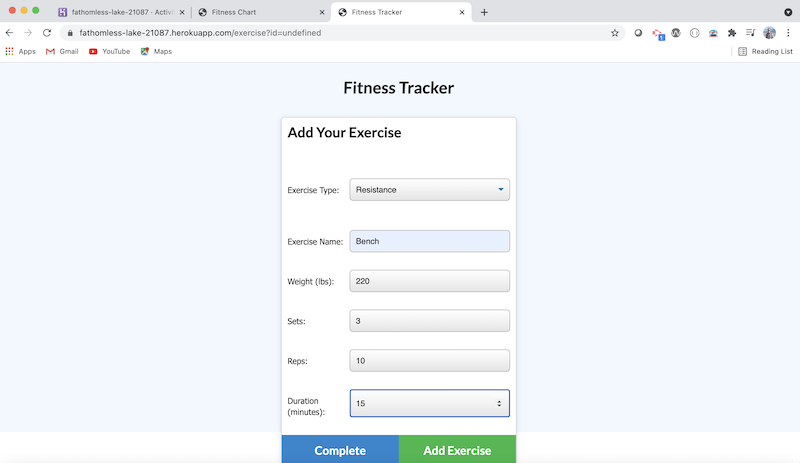 fathomless-lake-21087 · Activi
Fitness Chart
Fitness Tracker
fathomless-lake-21087.herokuapp.com/exercise?id=undefined
Apps
Gmail
YouTube
Maps
Reading List
Fitness Tracker
Add Your Exercise
Exercise Type:
Resistance
Exercise Name:
Bench
Weight (lbs):
220
Sets:
3
Reps:
10
Duration
(minutes):
15
Complete
Add Exercise